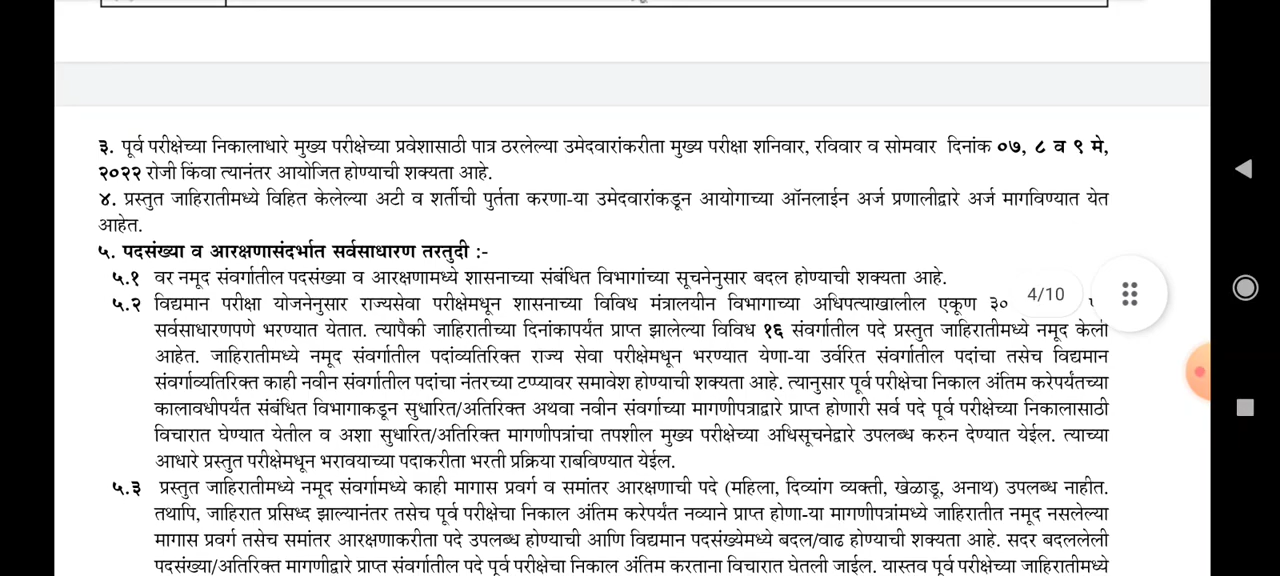 ३. पूर्व परीक्षेच्या निकालाधारे मुख्य परीक्षेच्या प्रवेशासाठी पात्र ठरलेल्या उमेदवारांकरीता मुख्य परीक्षा शनिवार, रविवार व सोमवार दिनांक ०७, ८ व ९ मे,
२०२२ रोजी किंवा त्यानंतर आयोजित होण्याची शक्यता आहे.
४. प्रस्तुत जाहिरातीमध्ये विहित केलेल्या अटी व शर्तीची पुर्तता करणा-या उमेदवारांकडून आयोगाच्या ऑनलाईन अर्ज प्रणालीद्वारे अर्ज मागविण्यात येत
आहेत.
५. पदसंख्या व आरक्षणासंदर्भात सर्वसाधारण तरतुदी :-
५.१ वर नमूद संवर्गातील पदसंख्या व आरक्षणामध्ये शासनाच्या संबंधित विभागांच्या सूचनेनुसार बदल होण्याची शक्यता आहे.
५.२ विद्यमान परीक्षा योजनेनुसार राज्यसेवा परीक्षेमधून शासनाच्या विविध मंत्रालयीन विभागाच्या अधिपत्याखालील एकूण ३०
4/10
सर्वसाधारणपणे भरण्यात येतात. त्यापैकी जाहिरातीच्या दिनांकापर्यंत प्राप्त झालेल्या विविध १६ संवर्गातील पदे प्रस्तुत जाहिरातीमध्ये नमूद केली
आहेत. जाहिरातीमध्ये नमूद संवर्गातील पदांव्यतिरिक्त राज्य सेवा परीक्षेमधून भरण्यात येणा-या उर्वरित संवर्गातील पदांचा तसेच विद्यमान
संवर्गाव्यतिरिक्त काही नवीन संवर्गातील पदांचा नंतरच्या टप्प्यावर समावेश होण्याची शक्यता आहे. त्यानुसार पूर्व परीक्षेचा निकाल अंतिम करेपर्यंतच्या
कालावधीपर्यंत संबंधित विभागाकडून सुधारित/अतिरिक्त अथवा नवीन संवर्गाच्या मागणीपत्राद्वारे प्राप्त होणारी सर्व पदे पूर्व परीक्षेच्या निकालासाठी
विचारात घेण्यात येतील व अशा सुधारित/अतिरिक्त मागणीपत्रांचा तपशील मुख्य परीक्षेच्या अधिसूचनेद्वारे उपलब्ध करुन देण्यात येईल. त्याच्या
आधारे प्रस्तुत परीक्षेमधून भरावयाच्या पदाकरीता भरती प्रक्रिया राबविण्यात येईल.
५.३ प्रस्तुत जाहिरातीमध्ये नमूद संवर्गामध्ये काही मागास प्रवर्ग व समांतर आरक्षणाची पदे (महिला, दिव्यांग व्यक्ती, खेळाडू, अनाथ) उपलब्ध नाहीत.
तथापि, जाहिरात प्रसिध्द झाल्यानंतर तसेच पूर्व परीक्षेचा निकाल अंतिम करेपर्यंत नव्याने प्राप्त होणा-या मागणीपत्रांमध्ये जाहिरातीत नमूद नसलेल्या
मागास प्रवर्ग तसेच समांतर आरक्षणाकरीता पदे उपलब्ध होण्याची आणि विद्यमान पदसंख्येमध्ये बदल/वाढ होण्याची शक्यता आहे. सदर बदललेली
पदसंख्या/अतिरिक्त मागणीद्वारे प्राप्त संवर्गातील पदे पूर्व परीक्षेचा निकाल अंतिम करताना विचारात घेतली जाईल. यास्तव पूर्व परीक्षेच्या जाहिरातीमध्ये